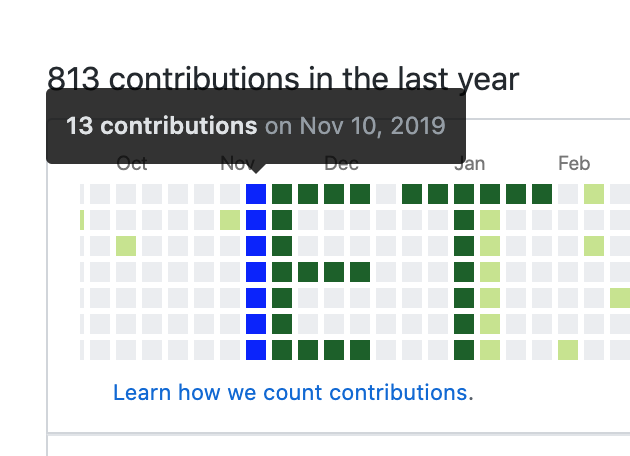 813 contributions in the last year
13 contributions on Nov 10, 2019
Oct Nov Dec Jan Feb
Learn how we count contributions.